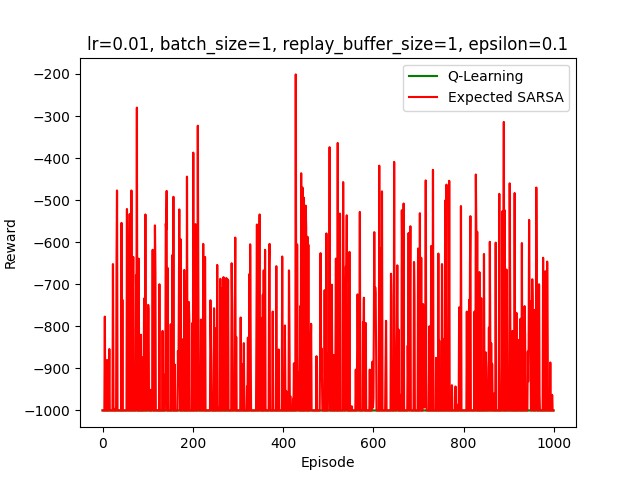 lr=0.01, batch_size=1, replay_buffer_size=1, epsilon=0.1
Q-Learning
Expected SARSA
Reward
−200
−300
−400
−500
−600
−700
−800
−900
−1000
0 200 400 600 800 1000
Episode